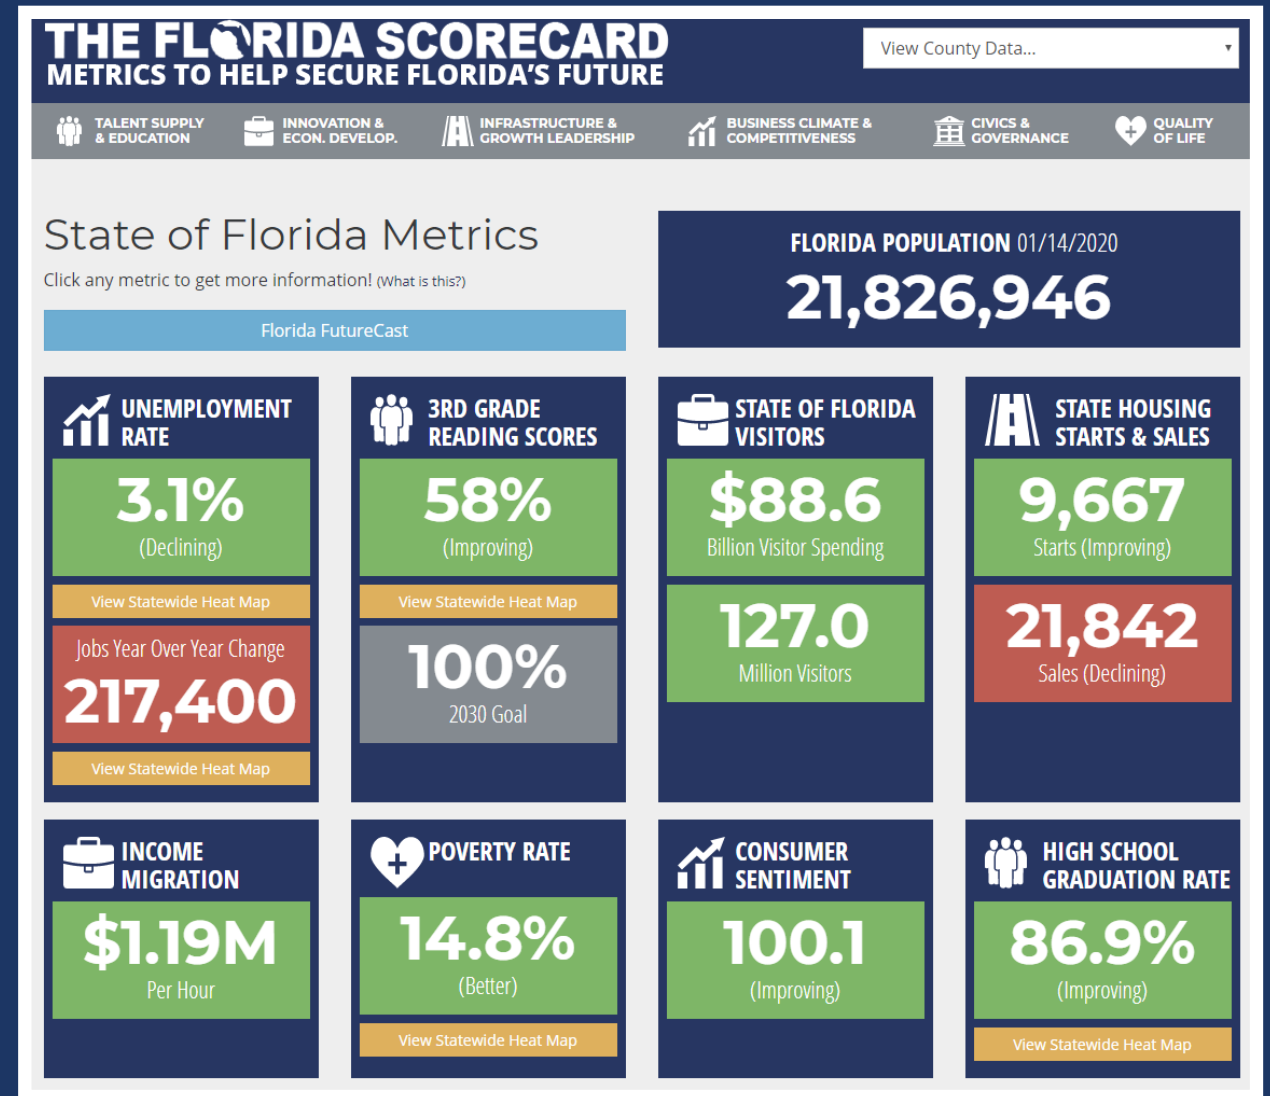 THE FLORIDA SCORECARD
METRICS TO HELP SECURE FLORIDA'S FUTURE
View County Data...
TALENT SUPPLY
& EDUCATION
INNOVATION &
ECON. DEVELOP.
INFRASTRUCTURE &
GROWTH LEADERSHIP
BUSINESS CLIMATE &
COMPETITIVENESS
CIVICS &
GOVERNANCE
QUALITY
OF LIFE
State of Florida Metrics
Click any metric to get more information! (What is this?)
Florida FutureCast
FLORIDA POPULATION 01/14/2020
21,826,946
UNEMPLOYMENT
RATE
3.1%
(Declining)
View Statewide Heat Map
Jobs Year Over Year Change
217,400
View Statewide Heat Map
3RD GRADE
READING SCORES
58%
(Improving)
View Statewide Heat Map
100%
2030 Goal
STATE OF FLORIDA
VISITORS
$88.6
Billion Visitor Spending
127.0
Million Visitors
STATE HOUSING
STARTS & SALES
9,667
Starts (Improving)
21,842
Sales (Declining)
INCOME
MIGRATION
$1.19M
Per Hour
POVERTY RATE
14.8%
(Better)
View Statewide Heat Map
CONSUMER
SENTIMENT
100.1
(Improving)
HIGH SCHOOL
GRADUATION RATE
86.9%
(Improving)
View Statewide Heat Map